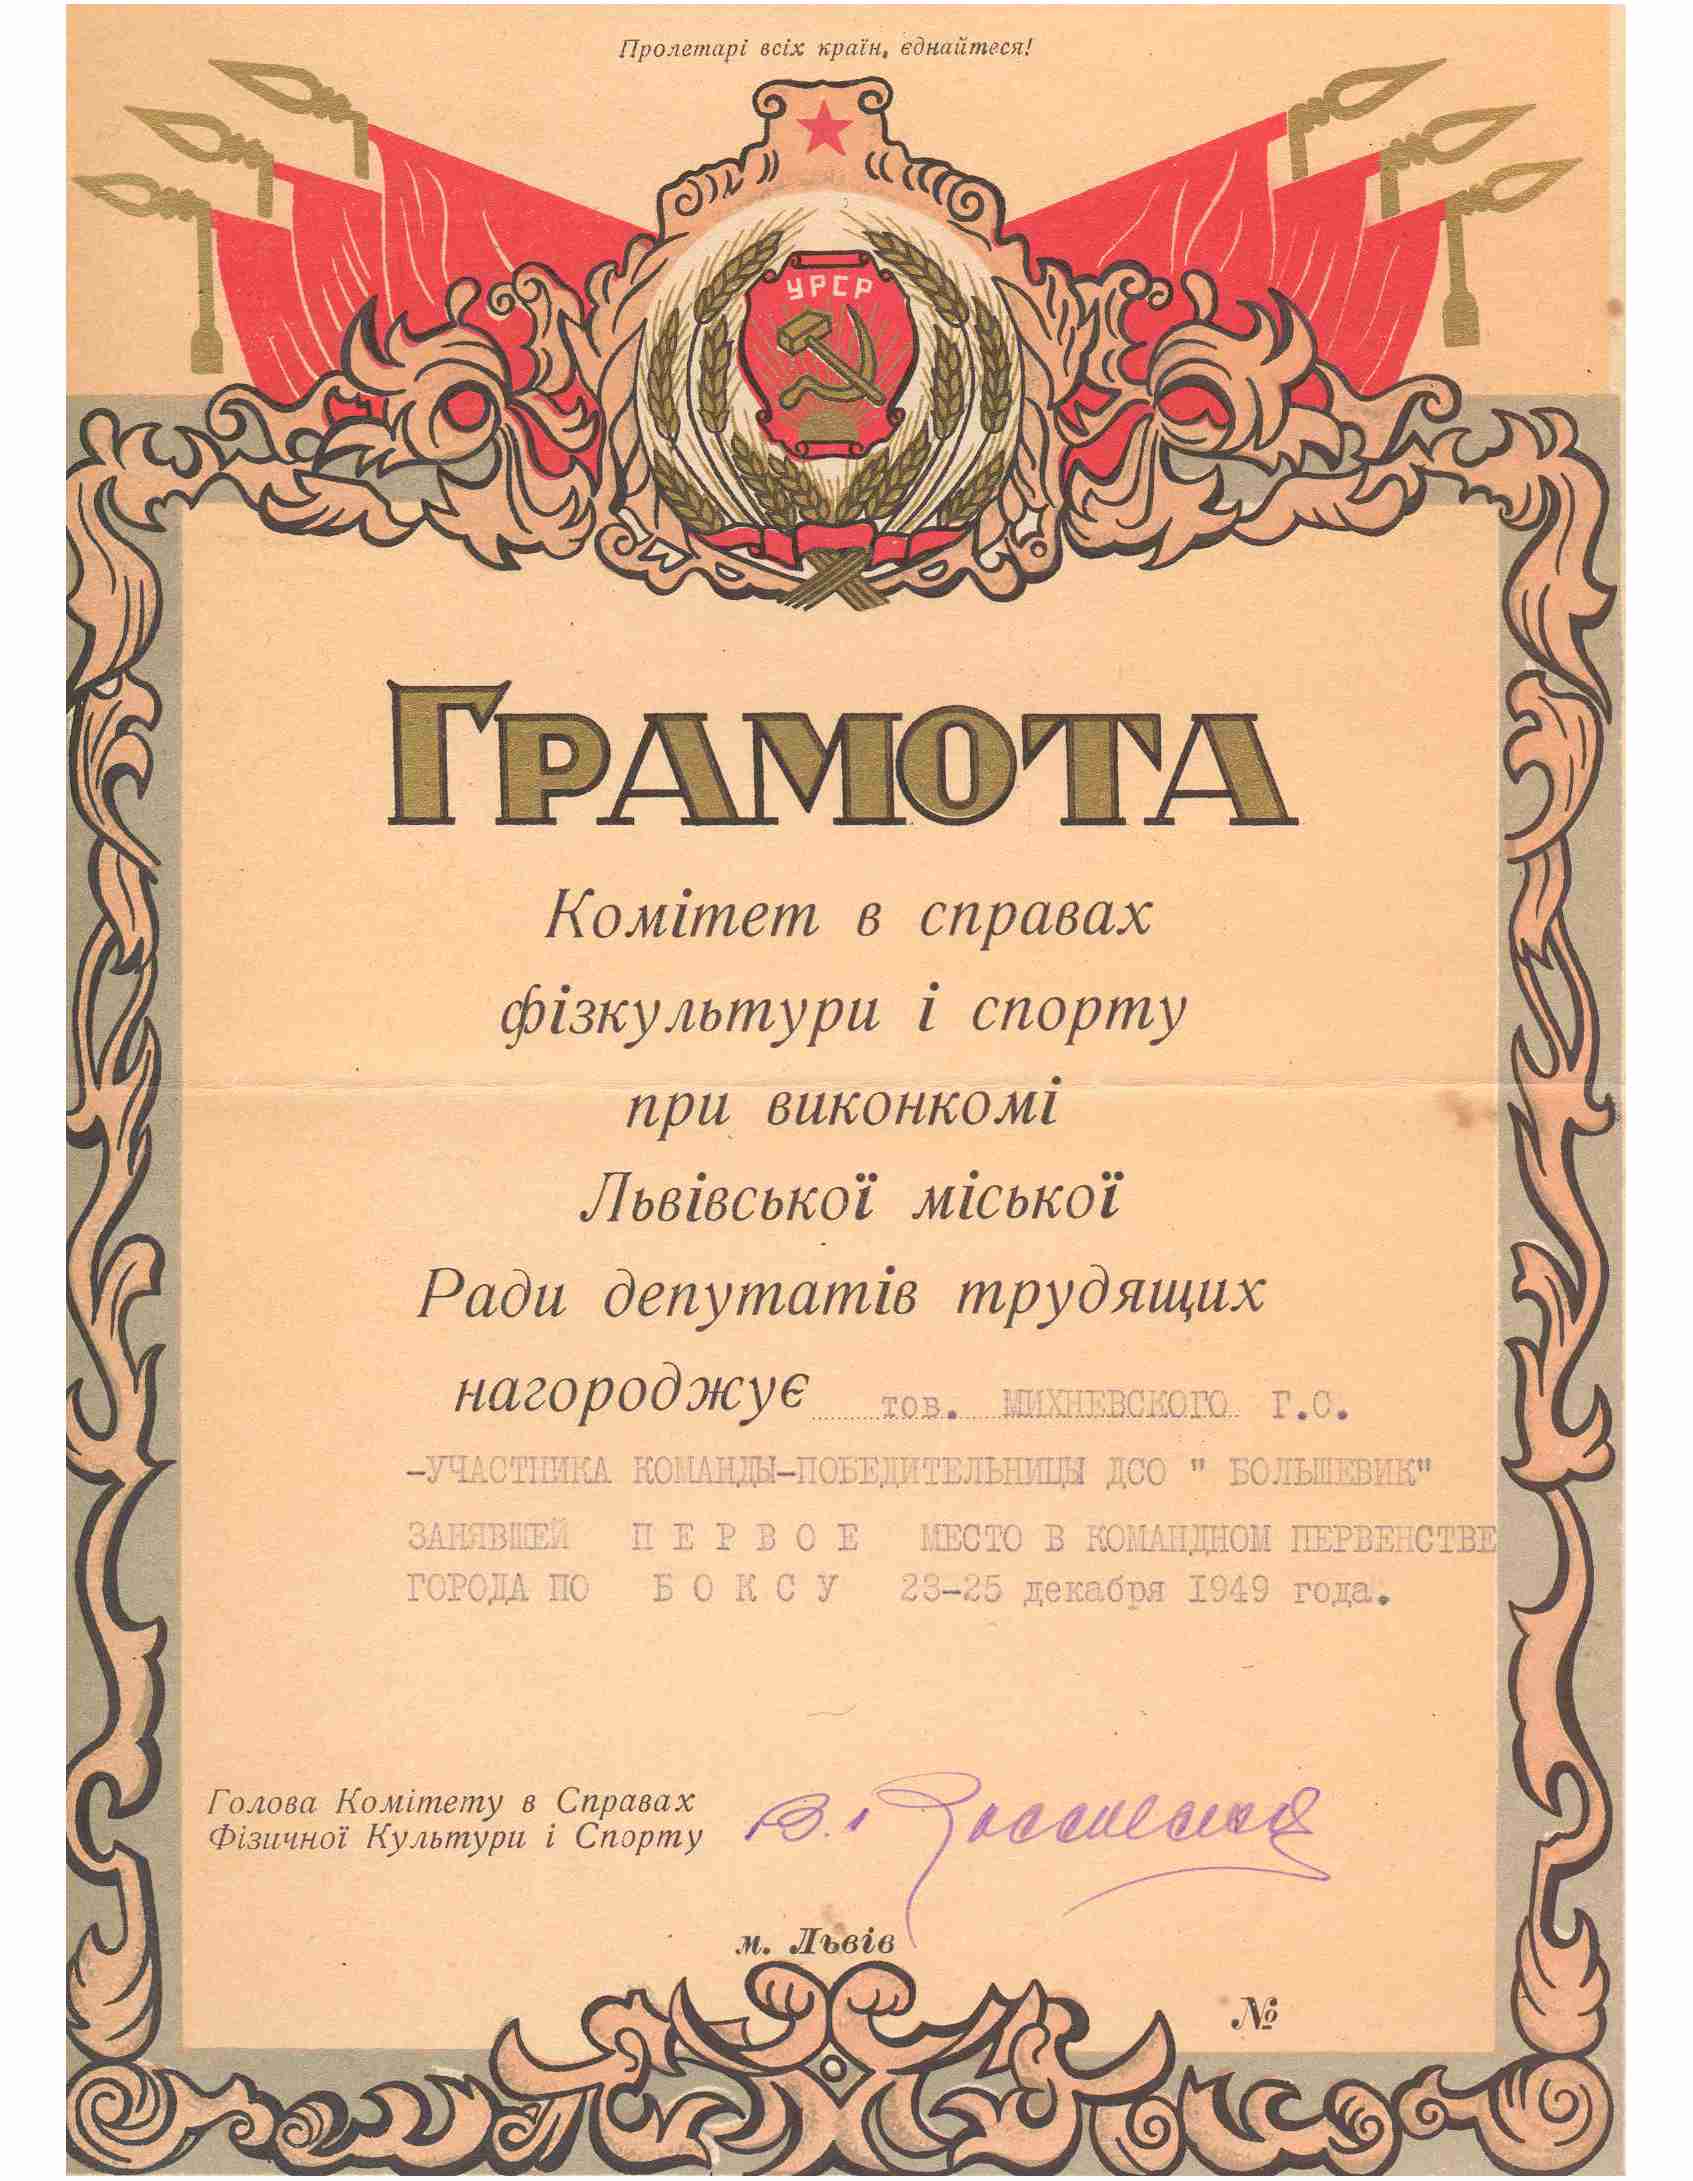 Пролетарі всіх країн, єднайтеся!
УРСР
ГРАМОТА
Комітет в справах
фізкультури і спорту
при виконкомі
Львівської міської
Ради депутатів трудящих
нагороджує тов. МИХНЕВСКОГО Г.С.
-УЧАСТНИКА КОМАНДЫ-ПОБЕДИТЕЛЬНИЦЫ ДСО " БОЛЬШЕВИК"
ЗАНЯВШЕЙ П Е Р В О Е МЕСТО В КОМАНДНОМ ПЕРВЕНСТВЕ
ГОРОДА ПО Б О К С У 23-25 декабря 1949 года.
Голова Комітету в Справах
Фізичної Культури і Спорту
м. Львів
№